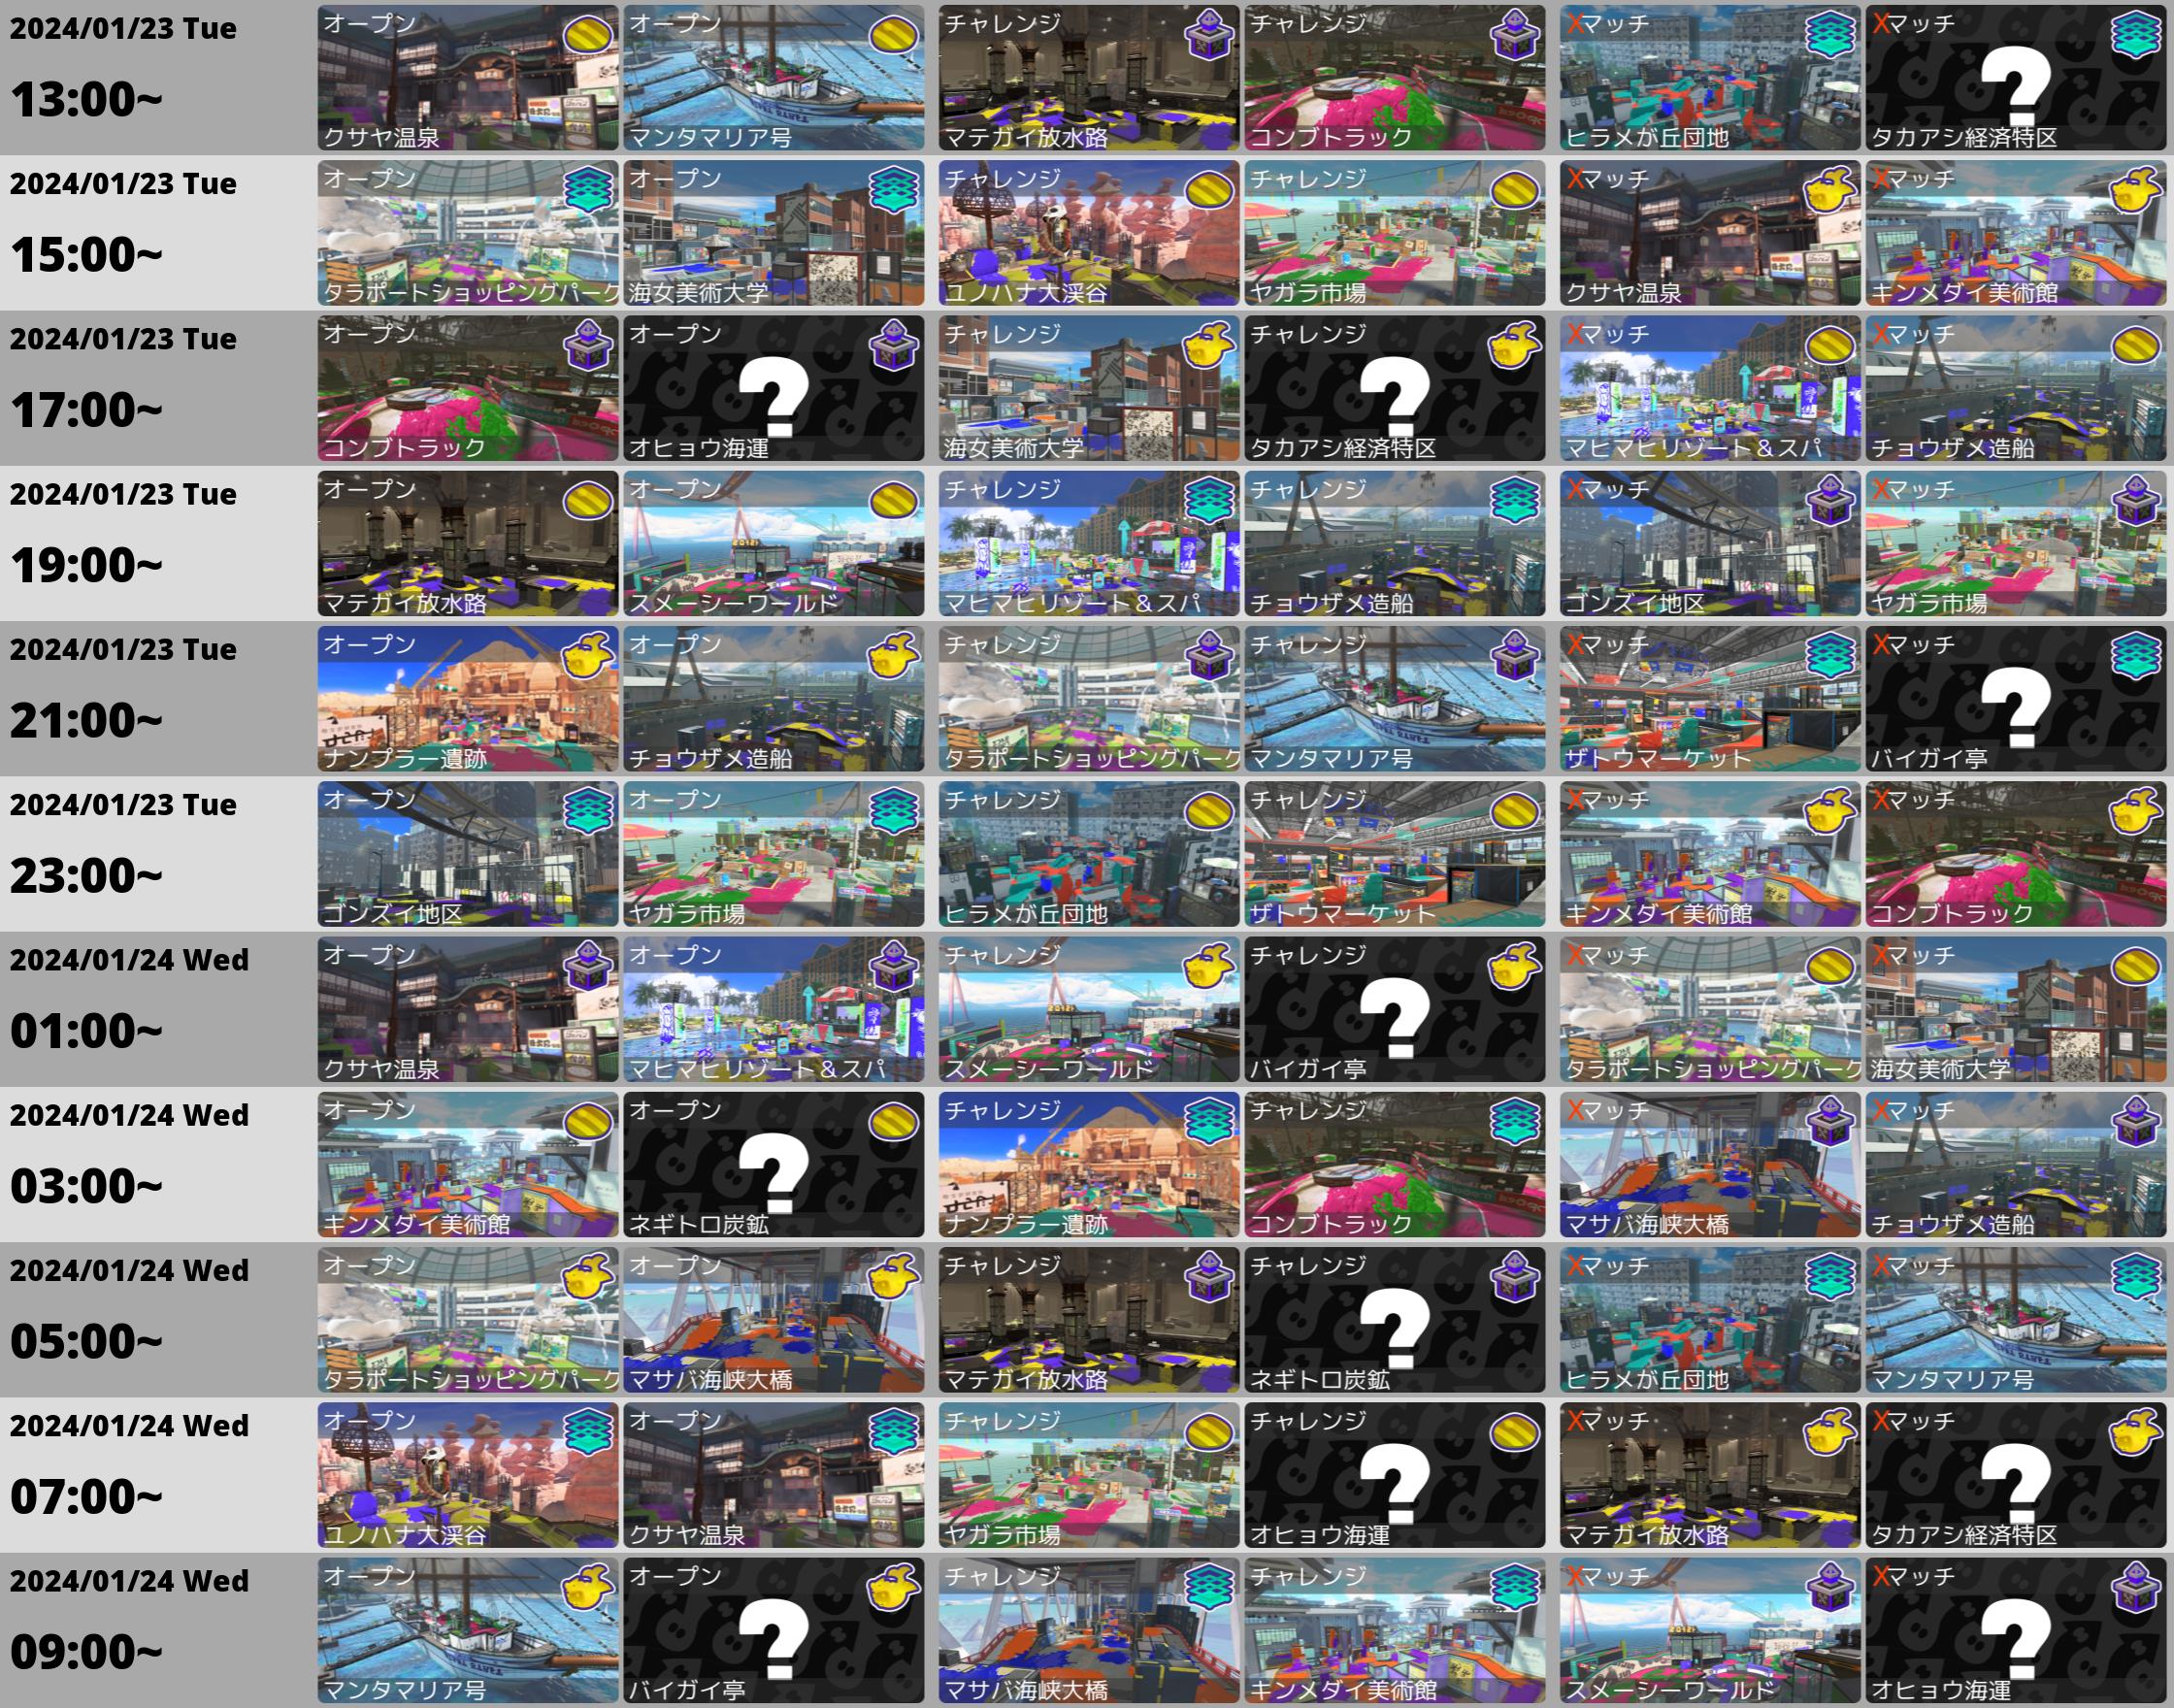 2024/01/23 Tue
13:00~
オープン
クサヤ温泉
オープン
マンタマリア号
チャレンジ
マテガイ放水路
チャレンジ
コンブトラック
Xマッチ
ヒラメが丘団地
Xマッチ
タカアシ経済特区
2024/01/23 Tue
15:00~
オープン
タラポートショッピングパーク
オープン
海女美術大学
チャレンジ
ユノハナ大渓谷
チャレンジ
ヤガラ市場
Xマッチ
クサヤ温泉
Xマッチ
キンメダイ美術館
2024/01/23 Tue
17:00~
オープン
コンブトラック
オープン
オヒョウ海運
チャレンジ
海女美術大学
チャレンジ
タカアシ経済特区
Xマッチ
マヒマヒリゾート＆スパ
Xマッチ
チョウザメ造船
2024/01/23 Tue
19:00~
オープン
マテガイ放水路
オープン
スメーシーワールド
チャレンジ
マヒマヒリゾート＆スパ
チャレンジ
チョウザメ造船
Xマッチ
ゴンズイ地区
Xマッチ
ヤガラ市場
2024/01/23 Tue
21:00~
オープン
ナンプラー遺跡
オープン
チョウザメ造船
チャレンジ
タラポートショッピングパーク
チャレンジ
マンタマリア号
Xマッチ
ザトウマーケット
Xマッチ
バイガイ亭
2024/01/23 Tue
23:00~
オープン
ゴンズイ地区
オープン
ヤガラ市場
チャレンジ
ヒラメが丘団地
チャレンジ
ザトウマーケット
Xマッチ
キンメダイ美術館
Xマッチ
コンブトラック
2024/01/24 Wed
01:00~
オープン
クサヤ温泉
オープン
マヒマヒリゾート＆スパ
チャレンジ
スメーシーワールド
チャレンジ
バイガイ亭
Xマッチ
タラポートショッピングパーク
Xマッチ
海女美術大学
2024/01/24 Wed
03:00~
オープン
キンメダイ美術館
オープン
ネギトロ炭鉱
チャレンジ
ナンプラー遺跡
チャレンジ
コンブトラック
Xマッチ
マサバ海峡大橋
Xマッチ
チョウザメ造船
2024/01/24 Wed
05:00~
オープン
タラポートショッピングパーク
オープン
マサバ海峡大橋
チャレンジ
マテガイ放水路
チャレンジ
ネギトロ炭鉱
Xマッチ
ヒラメが丘団地
Xマッチ
マンタマリア号
2024/01/24 Wed
07:00~
オープン
ユノハナ大渓谷
オープン
クサヤ温泉
チャレンジ
ヤガラ市場
チャレンジ
オヒョウ海運
Xマッチ
マテガイ放水路
Xマッチ
タカアシ経済特区
2024/01/24 Wed
09:00~
オープン
マンタマリア号
オープン
バイガイ亭
チャレンジ
マサバ海峡大橋
チャレンジ
キンメダイ美術館
Xマッチ
スメーシーワールド
Xマッチ
オヒョウ海運